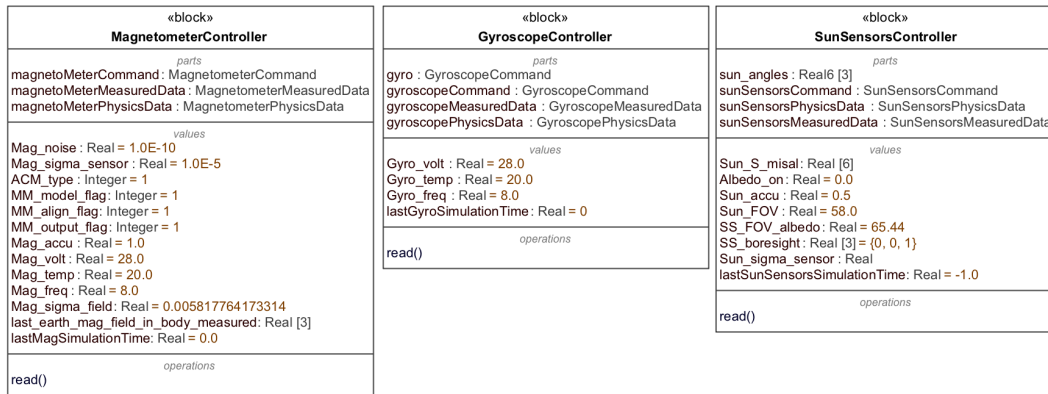 «block»
MagnetometerController
parts
magnetoMeterCommand : MagnetometerCommand
magnetoMeterMeasuredData : MagnetometerMeasuredData
magnetoMeterPhysicsData : MagnetometerPhysicsData
values
Mag_noise : Real = 1.0E-10
Mag_sigma_sensor : Real = 1.0E-5
ACM_type : Integer = 1
MM_model_flag : Integer = 1
MM_align_flag : Integer = 1
MM_output_flag : Integer = 1
Mag_accu : Real = 1.0
Mag_volt : Real = 28.0
Mag_temp : Real = 20.0
Mag_freq : Real = 8.0
Mag_sigma_field : Real = 0.005817764173314
last_earth_mag_field_in_body_measured : Real [3]
lastMagSimulationTime : Real = 0.0
operations
read()
«block»
GyroscopeController
parts
gyro : GyroscopeCommand
gyroscopeCommand : GyroscopeCommand
gyroscopeMeasuredData : GyroscopeMeasuredData
gyroscopePhysicsData : GyroscopePhysicsData
values
Gyro_volt : Real = 28.0
Gyro_temp : Real = 20.0
Gyro_freq : Real = 8.0
lastGyroSimulationTime : Real = 0
operations
read()
«block»
SunSensorsController
parts
sun_angles : Real6 [3]
sunSensorsCommand : SunSensorsCommand
sunSensorsPhysicsData : SunSensorsPhysicsData
sunSensorsMeasuredData : SunSensorsMeasuredData
values
Sun_S_misal : Real [6]
Albedo_on : Real = 0.0
Sun_accu : Real = 0.5
Sun_FOV : Real = 58.0
SS_FOV_albedo : Real = 65.44
SS_boresight : Real [3] = {0, 0, 1}
Sun_sigma_sensor : Real
lastSunSensorsSimulationTime : Real = -1.0
operations
read()